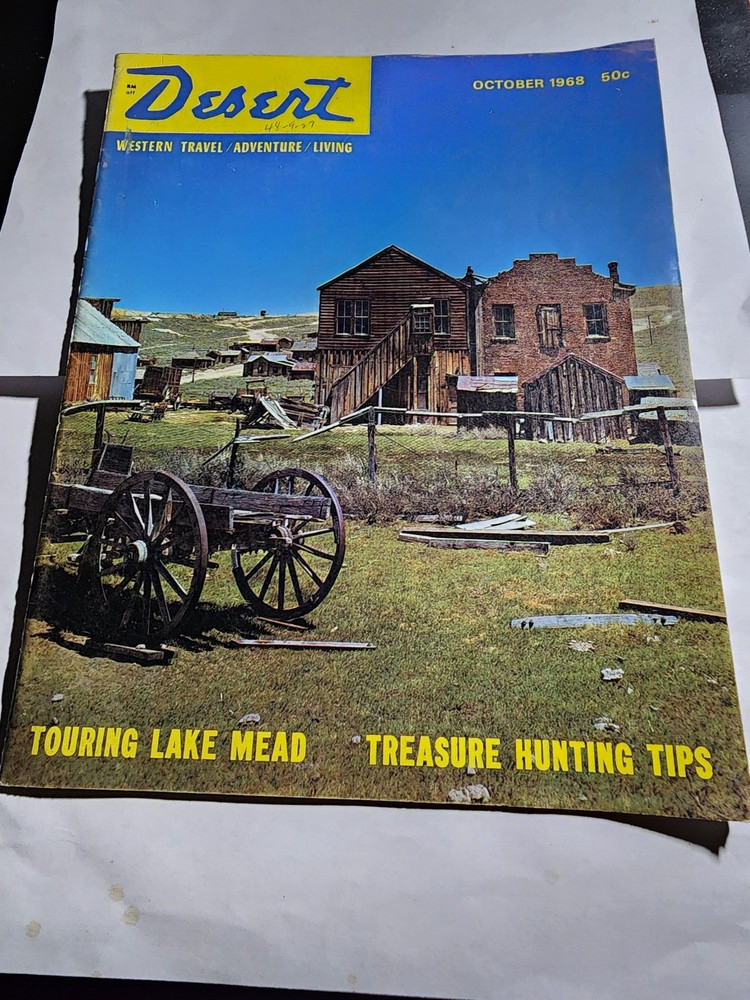 Desert
OCTOBER 1968 50c
WESTERN TRAVEL / ADVENTURE / LIVING
TOURING LAKE MEAD
TREASURE HUNTING TIPS